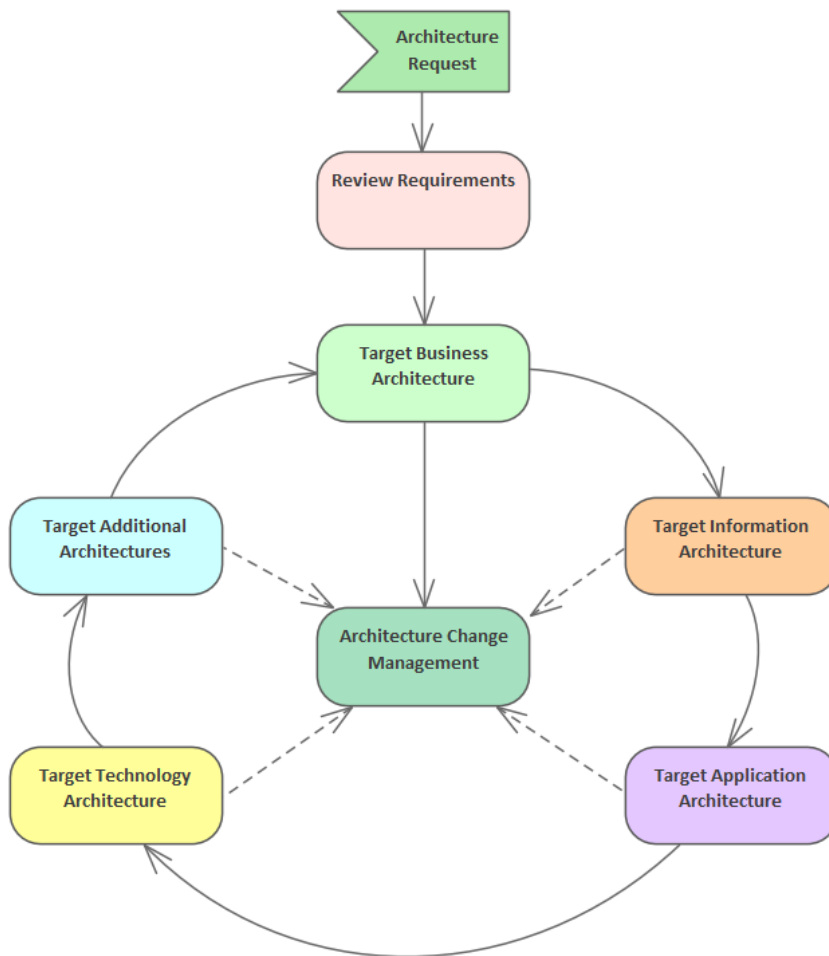 Architecture
Request
Review Requirements
Target Business
Architecture
Target Additional
Architectures
Target Information
Architecture
Architecture Change
Management
Target Technology
Architecture
Target Application
Architecture